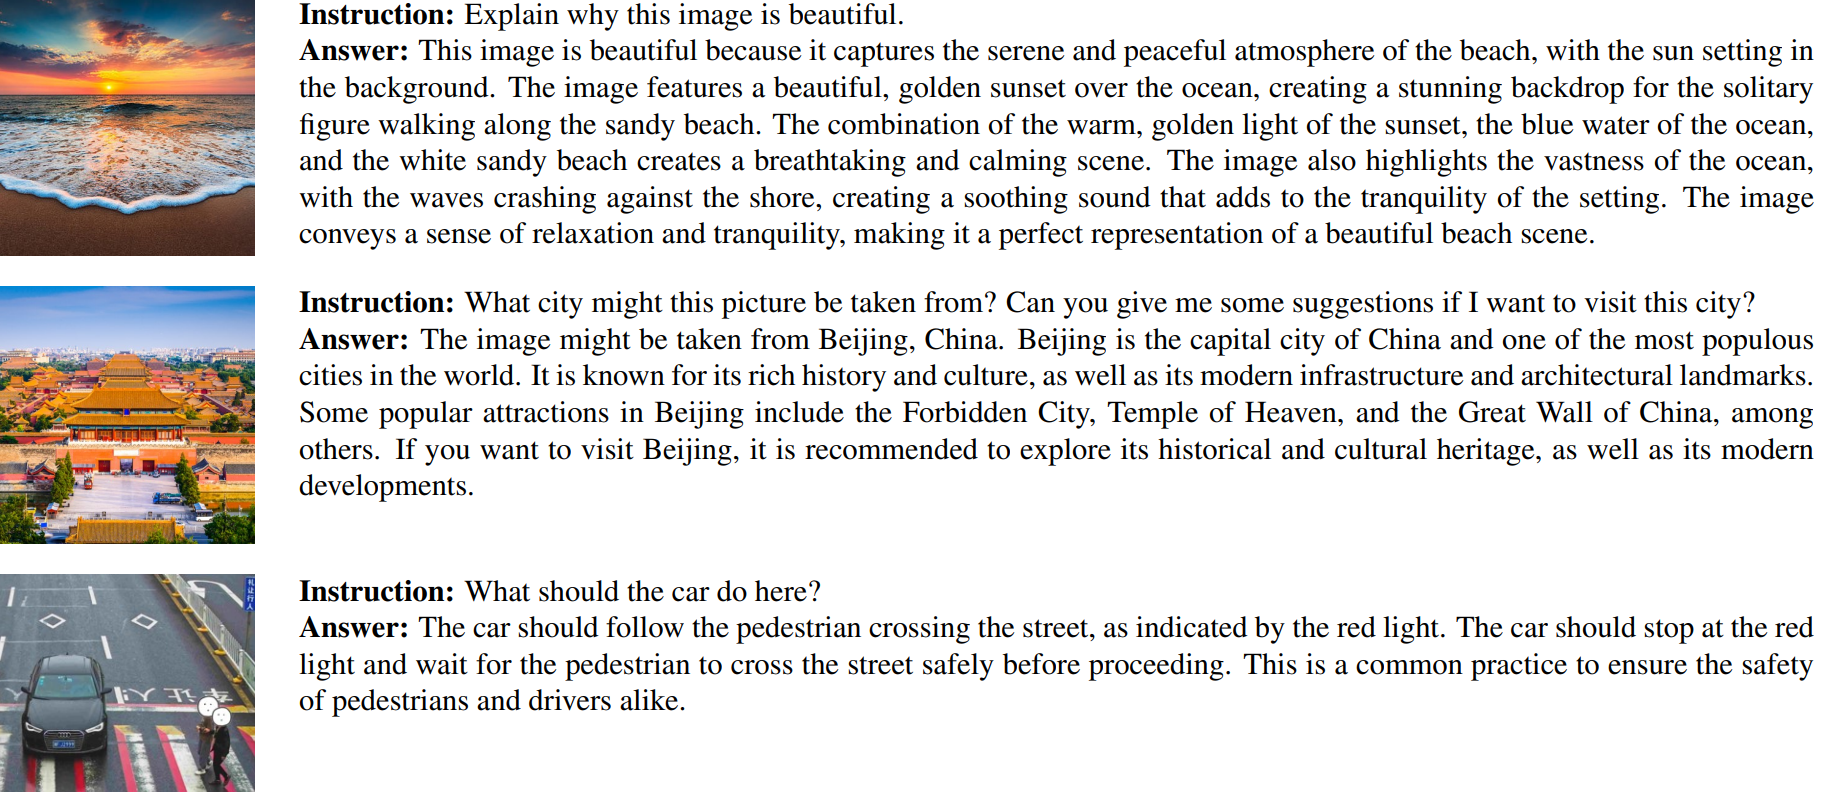 Instruction: Explain why this image is beautiful.
Answer: This image is beautiful because it captures the serene and peaceful atmosphere of the beach, with the sun setting in
the background. The image features a beautiful, golden sunset over the ocean, creating a stunning backdrop for the solitary
figure walking along the sandy beach. The combination of the warm, golden light of the sunset, the blue water of the ocean,
and the white sandy beach creates a breathtaking and calming scene. The image also highlights the vastness of the ocean,
with the waves crashing against the shore, creating a soothing sound that adds to the tranquility of the setting. The image
conveys a sense of relaxation and tranquility, making it a perfect representation of a beautiful beach scene.
Instruction: What city might this picture be taken from? Can you give me some suggestions if I want to visit this city?
Answer: The image might be taken from Beijing, China. Beijing is the capital city of China and one of the most populous
cities in the world. It is known for its rich history and culture, as well as its modern infrastructure and architectural landmarks.
Some popular attractions in Beijing include the Forbidden City, Temple of Heaven, and the Great Wall of China, among
others. If you want to visit Beijing, it is recommended to explore its historical and cultural heritage, as well as its modern
developments.
礼让行人
Instruction: What should the car do here?
Answer: The car should follow the pedestrian crossing the street, as indicated by the red light. The car should stop at the red
light and wait for the pedestrian to cross the street safely before proceeding. This is a common practice to ensure the safety
of pedestrians and drivers alike.